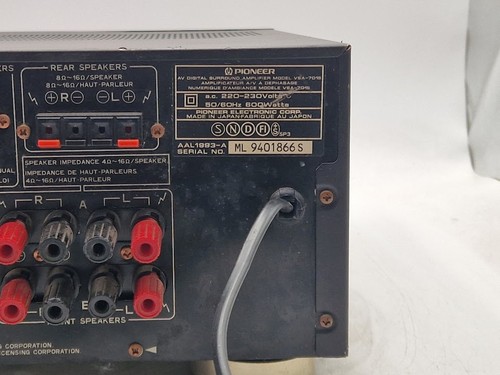 REAR SPEAKERS
8Ω~16Ω/SPEAKER
8Ω~16Ω/HAUT-PARLEUR
R
L
SPEAKER IMPEDANCE 4Ω~16Ω/SPEAKER.
IMPEDANCE DE HAUT-PARLEURS.
4Ω~16Ω/HAUT-PARLEUR.
R A L
B
SPEAKERS
CORPORATION.
CENSING CORPORATION
PIONEER
AV DIGITAL SURROUND AMPLIFIER MODEL VSA-701S
AMPLIFICATEUR A/V A DEPHASAGE
NUMERIQUE D'AMBIANCE MODELE VSA-701S
a.c. 220-230Volts
50/60Hz 600Watts
PIONEER ELECTRONIC CORP.
MADE IN JAPAN/FABRIQUE AU JAPON
S N D FI SP3
AAL1993-A
SERIAL NO. ML 9401866 S